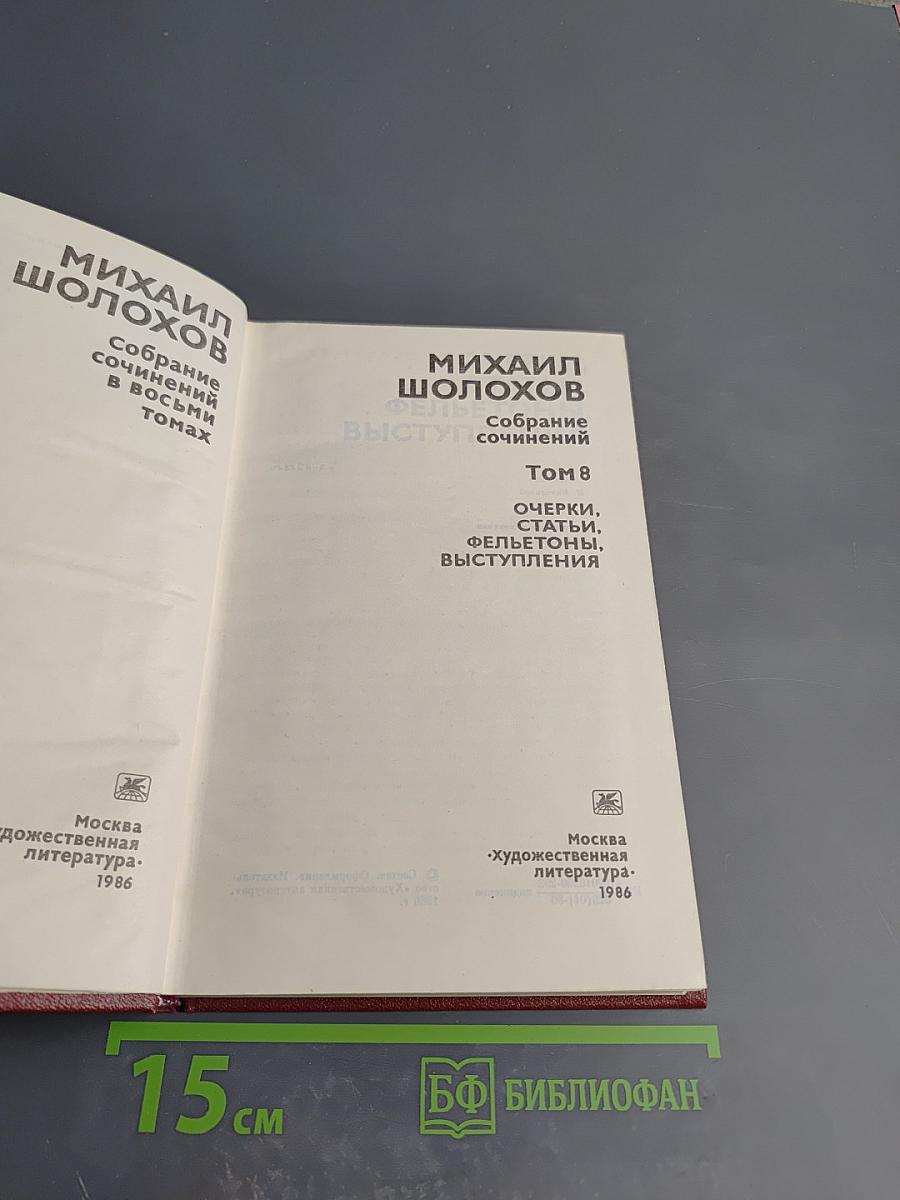 МИХАИЛ
ШОЛОХОВ
Собрание
сочинений
в восьми
томах
Москва
литература·
1986
МИХАИЛ
ШОЛОХОВ
Собрание
сочинений
Том 8
ОЧЕРКИ,
СТАТЬИ,
ФЕЛЬЕТОНЫ,
ВЫСТУПЛЕНИЯ
Москва
·Художественная
литература·
1986
15 см
БФ БИБЛИОФАН